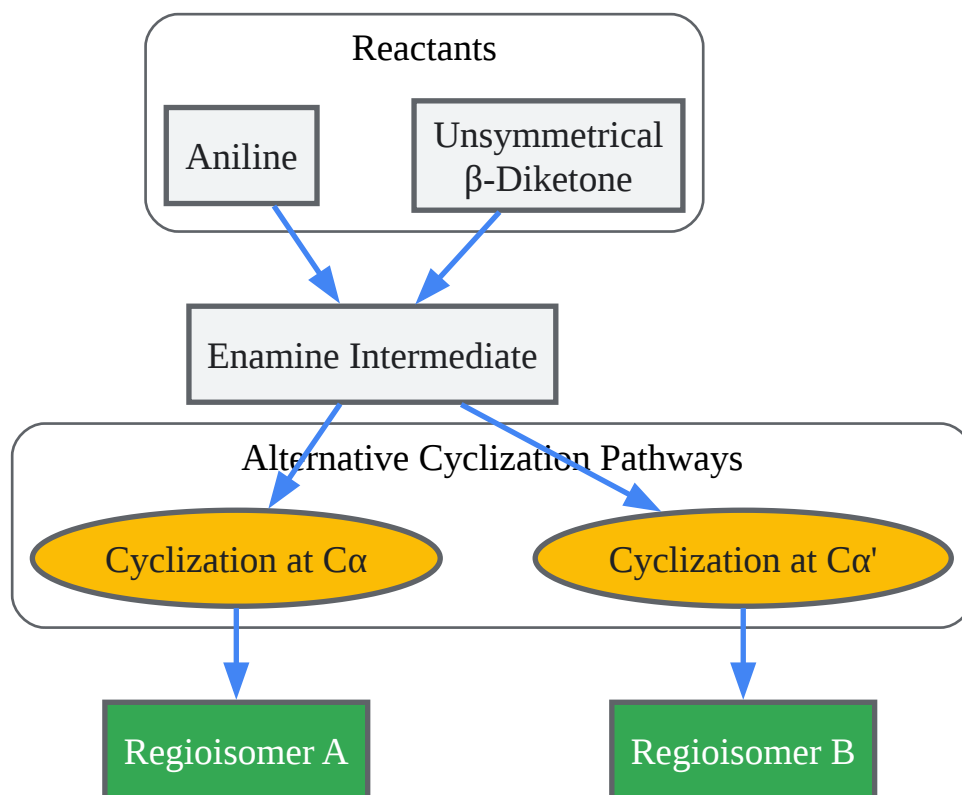 Reactants
Aniline
Unsymmetrical
β-Diketone
Enamine Intermediate
Alternative Cyclization Pathways
Cyclization at Cα
Cyclization at Cα'
Regioisomer A
Regioisomer B